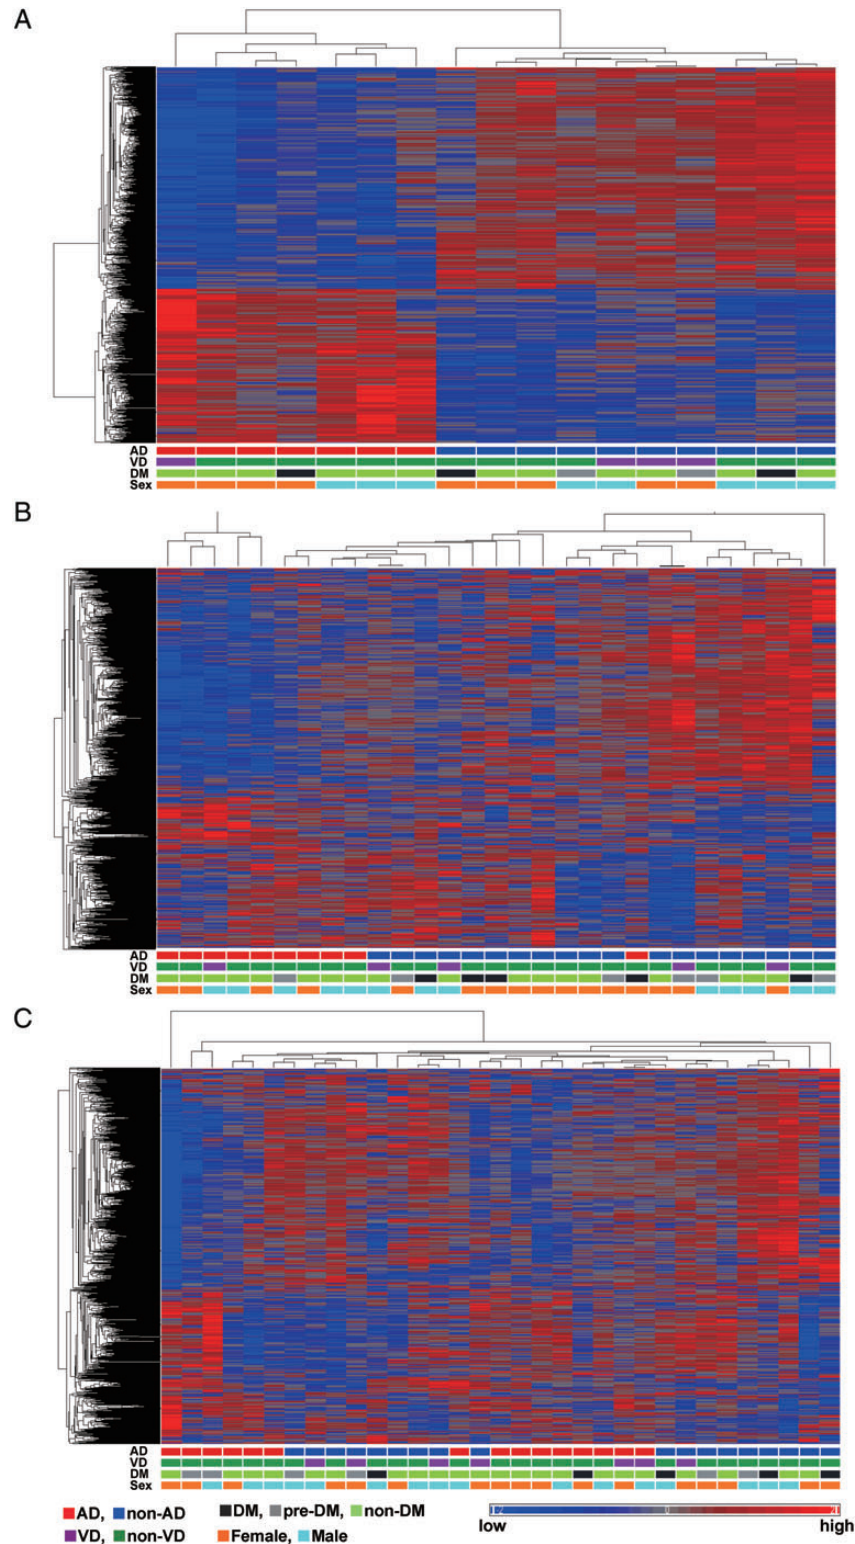 A
AD
VD
DM
Sex
B
AD
VD
DM
Sex
C
AD
VD
DM
Sex
AD, non-AD DM, pre-DM, non-DM
VD, non-VD Female, Male
0
low high